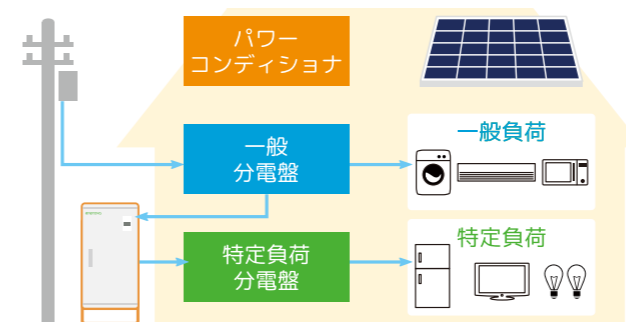 パワー
コンディショナ
一般
分電盤
一般負荷
特定負荷
分電盤
特定負荷